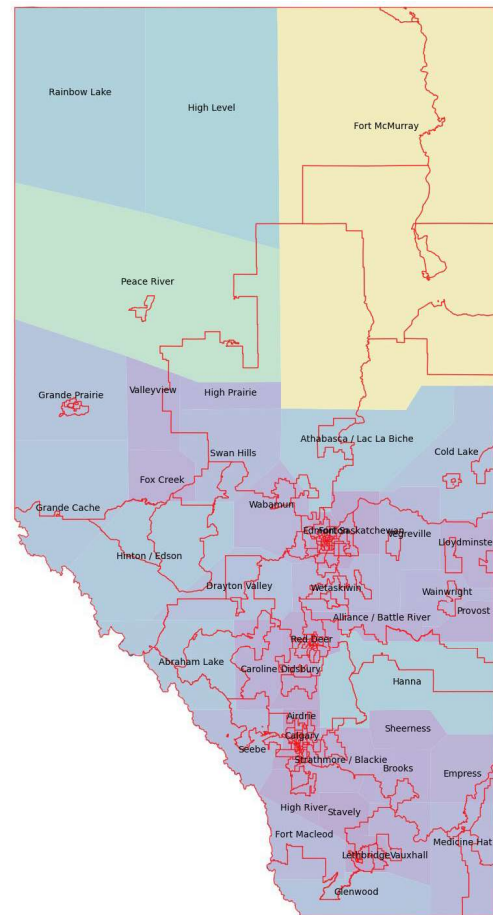 Rainbow Lake
High Level
Fort McMurray
Peace River
Valleyview
High Prairie
Grande Prairie
Athabasca / Lac La Biche
Cold Lake
Swan Hills
Fox Creek
Wabamun
Grande Cache
Edmonton
Fort Saskatchewan
Vegreville
Lloydminster
Hinton / Edson
Drayton Valley
Wetaskiwin
Wainwright
Provost
Alliance / Battle River
Red Deer
Abraham Lake
Caroline
Didsbury
Hanna
Airdrie
Sheerness
Calgary
Seebe
Strathmore / Blackie
Brooks
Empress
High River
Stavely
Fort Macleod
Medicine Hat
Lethbridge
Vauxhall
Glenwood